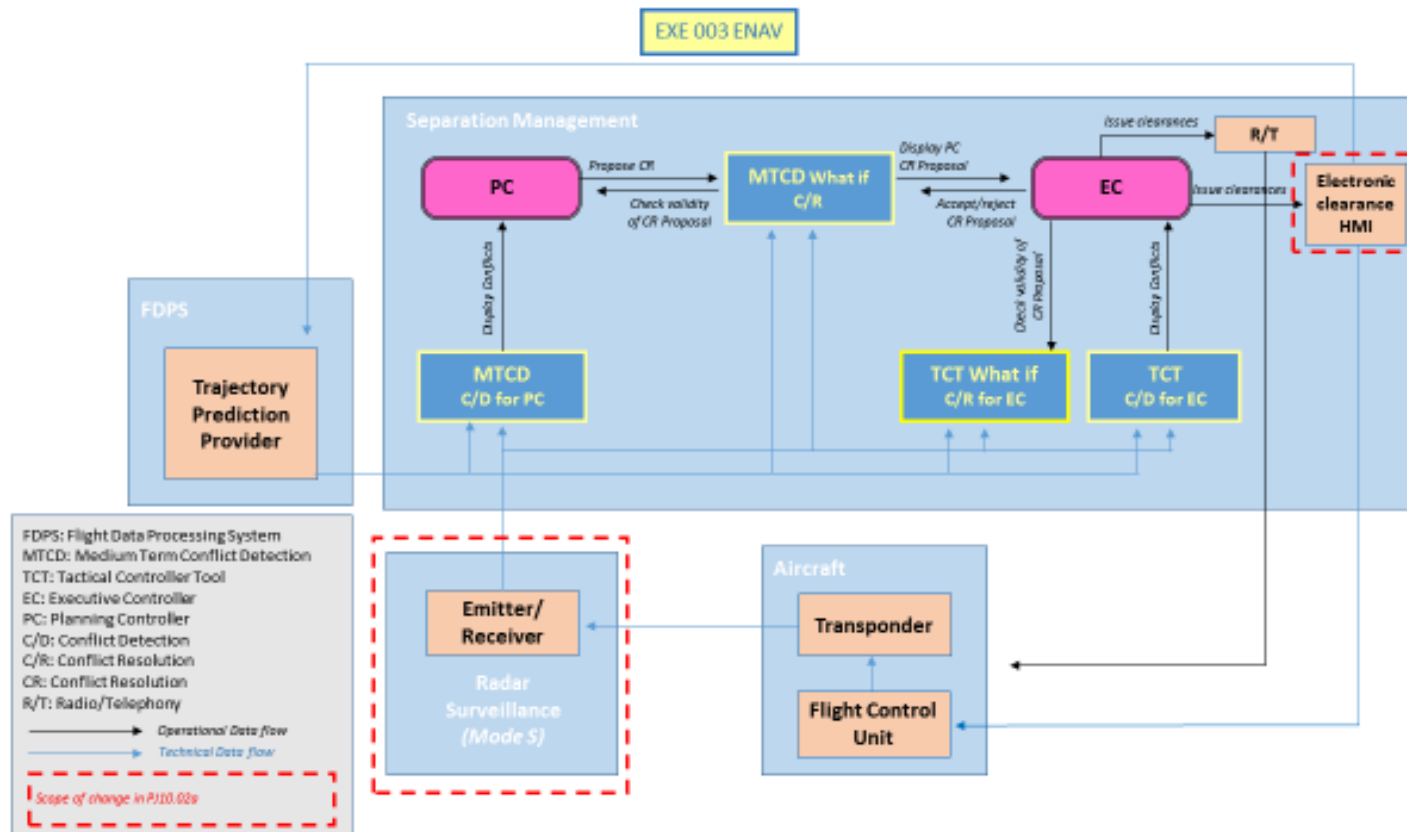 EXE 003 ENAV
Separation Management
Issue clearances
R/T
PC
Propose CR
Check validity
of CR Proposal
MTCD What if
C/R
Display PC
CR Proposal
Accept/reject
CR Proposal
EC
Issue clearances
Electronic
clearance
HMI
Display Conflicts
Check validity of
CR Proposal
Display Conflicts
FDPS
Trajectory
Prediction
Provider
MTCD
C/D for PC
TCT What if
C/R for EC
TCT
C/D for EC
FDPS: Flight Data Processing System
MTCD: Medium Term Conflict Detection
TCT: Tactical Controller Tool
EC: Executive Controller
PC: Planning Controller
C/D: Conflict Detection
C/R: Conflict Resolution
CR: Conflict Resolution
R/T: Radio/Telephony
Operational Data flow
Technical Data flow
Scope of change in PJ10.02a
Emitter/
Receiver
Radar
Surveillance
(Mode S)
Aircraft
Transponder
Flight Control
Unit